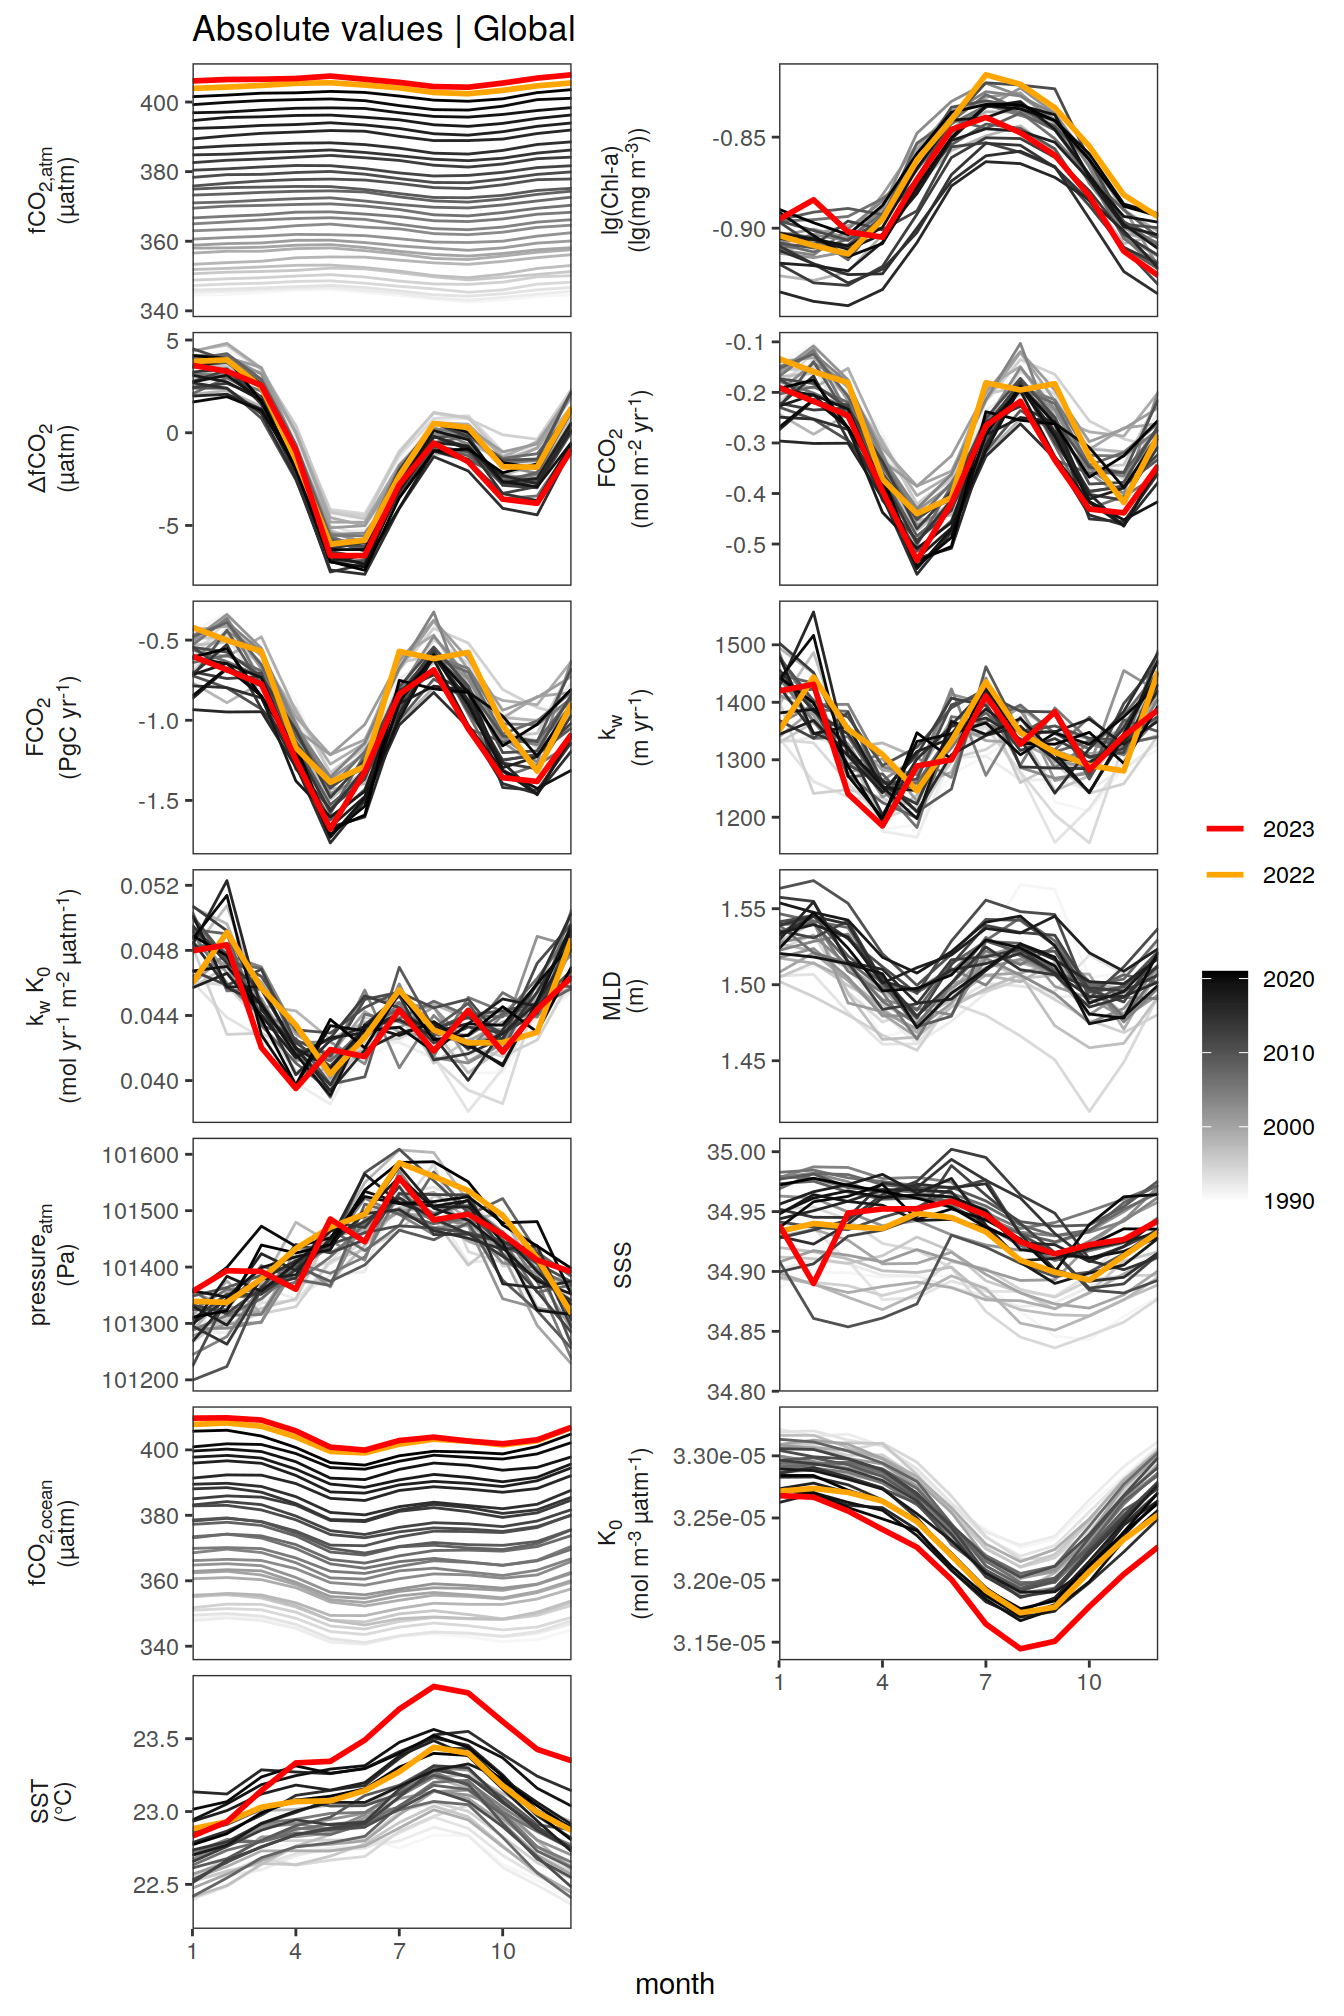 Absolute values | Global
fCO2,atm
(µatm)
400
380
360
340
lg(Chl-a)
(lg(mg m-3))
-0.85
-0.90
ΔfCO2
(µatm)
5
0
-5
FCO2
(mol m-2 yr-1)
-0.1
-0.2
-0.3
-0.4
-0.5
FCO2
(PgC yr-1)
-0.5
-1.0
-1.5
kw
(m yr-1)
1500
1400
1300
1200
kw K0
(mol yr-1 m-2 µatm-1)
0.052
0.048
0.044
0.040
MLD
(m)
1.55
1.50
1.45
pressureatm
(Pa)
101600
101500
101400
101300
101200
SSS
35.00
34.95
34.90
34.85
34.80
fCO2,ocean
(µatm)
400
380
360
340
K0
(mol m-3 µatm-1)
3.30e-05
3.25e-05
3.20e-05
3.15e-05
1 4 7 10
SST
(°C)
23.5
23.0
22.5
1 4 7 10
month
2023
2022
2020
2010
2000
1990